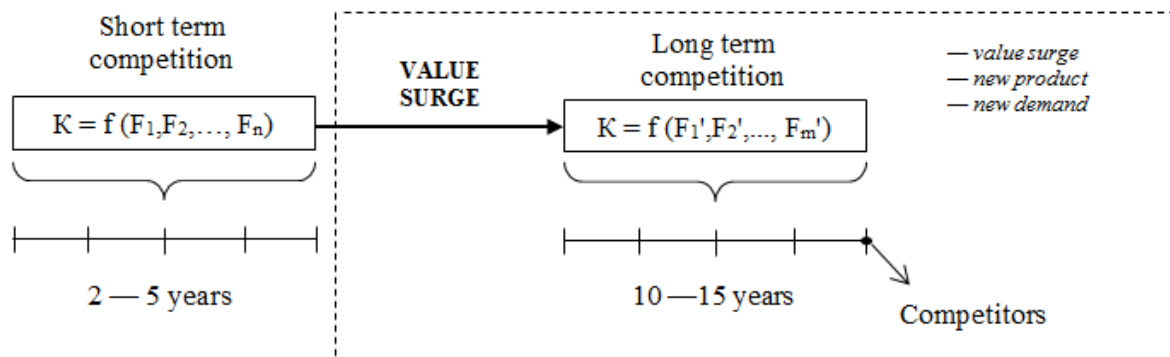 Short term
competition
K = f (F₁,F₂,..., Fₙ)
2 — 5 years
VALUE
SURGE
Long term
competition
K = f (F₁',F₂',..., Fₘ')
10 —15 years
Competitors
— value surge
— new product
— new demand